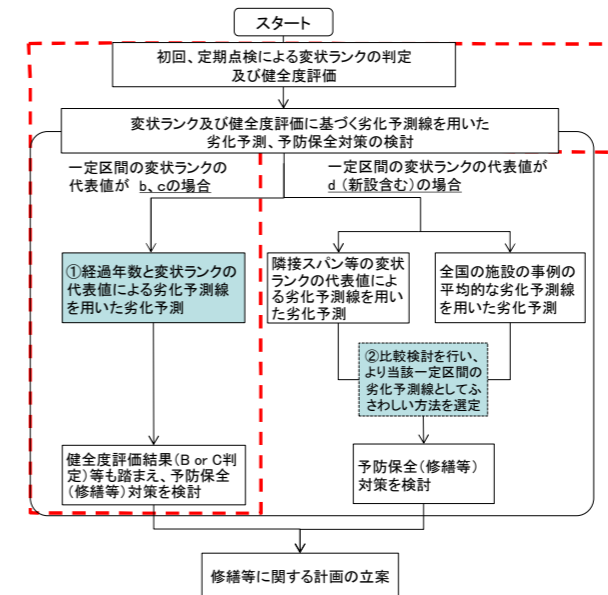 スタート
初回、定期点検による変状ランクの判定
及び健全度評価
変状ランク及び健全度評価に基づく劣化予測線を用いた
劣化予測、予防保全対策の検討
一定区間の変状ランクの
代表値が b、cの場合
一定区間の変状ランクの代表値が
d（新設含む）の場合
①経過年数と変状ランクの
代表値による劣化予測線
を用いた劣化予測
隣接スパン等の変状
ランクの代表値によ
る劣化予測線を用い
た劣化予測
全国の施設の事例の
平均的な劣化予測線
を用いた劣化予測
②比較検討を行い、
より当該一定区間の
劣化予測線としてふ
さわしい方法を選定
健全度評価結果（B or C判
定）等も踏まえ、予防保全
（修繕等）対策を検討
予防保全（修繕等）
対策を検討
修繕等に関する計画の立案